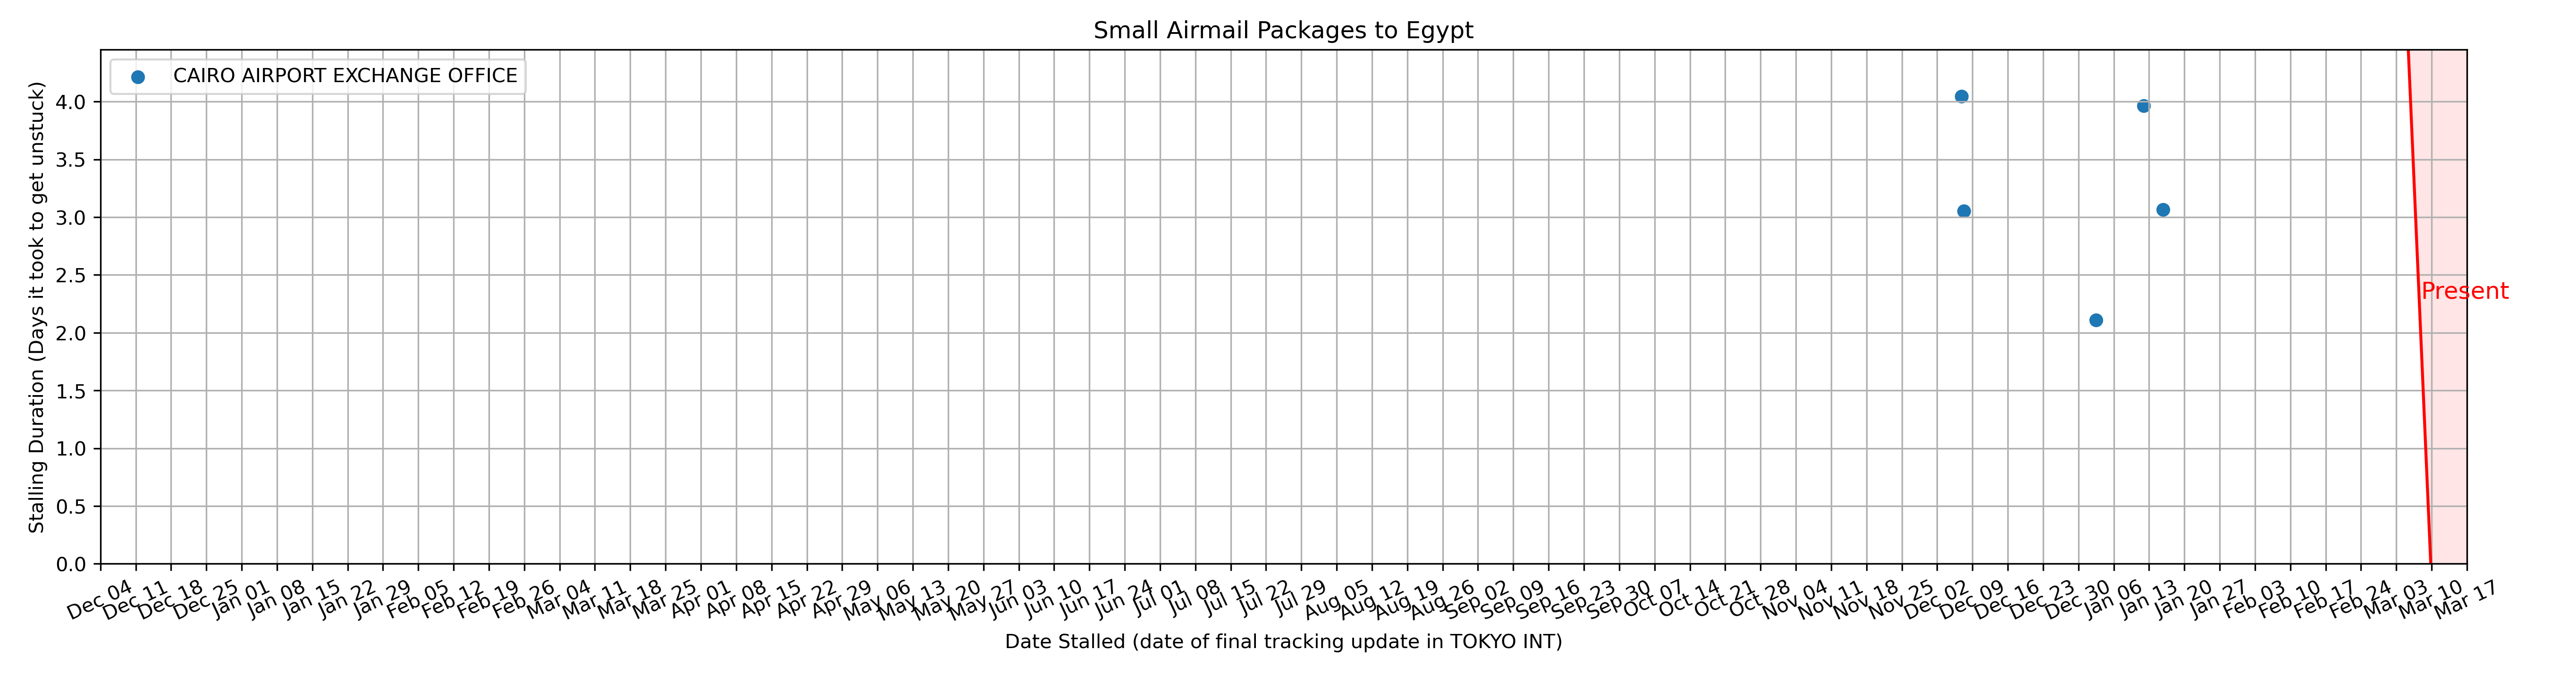 Small Airmail Packages to Egypt
CAIRO AIRPORT EXCHANGE OFFICE
Stalling Duration (Days it took to get unstuck)
4.0
3.5
3.0
2.5
2.0
1.5
1.0
0.5
0.0
Present
Dec 04 Dec 11 Dec 18 Dec 25 Jan 01 Jan 08 Jan 15 Jan 22 Jan 29 Feb 05 Feb 12 Feb 19 Feb 26 Mar 04 Mar 11 Mar 18 Mar 25 Apr 01 Apr 08 Apr 15 Apr 22 Apr 29 May 06 May 13 May 20 May 27 Jun 03 Jun 10 Jun 17 Jun 24 Jul 01 Jul 08 Jul 15 Jul 22 Jul 29 Aug 05 Aug 12 Aug 19 Aug 26 Sep 02 Sep 09 Sep 16 Sep 23 Sep 30 Oct 07 Oct 14 Oct 21 Oct 28 Nov 04 Nov 11 Nov 18 Nov 25 Dec 02 Dec 09 Dec 16 Dec 23 Dec 30 Jan 06 Jan 13 Jan 20 Jan 27 Feb 03 Feb 10 Feb 17 Feb 24 Mar 03 Mar 10 Mar 17
Date Stalled (date of final tracking update in TOKYO INT)